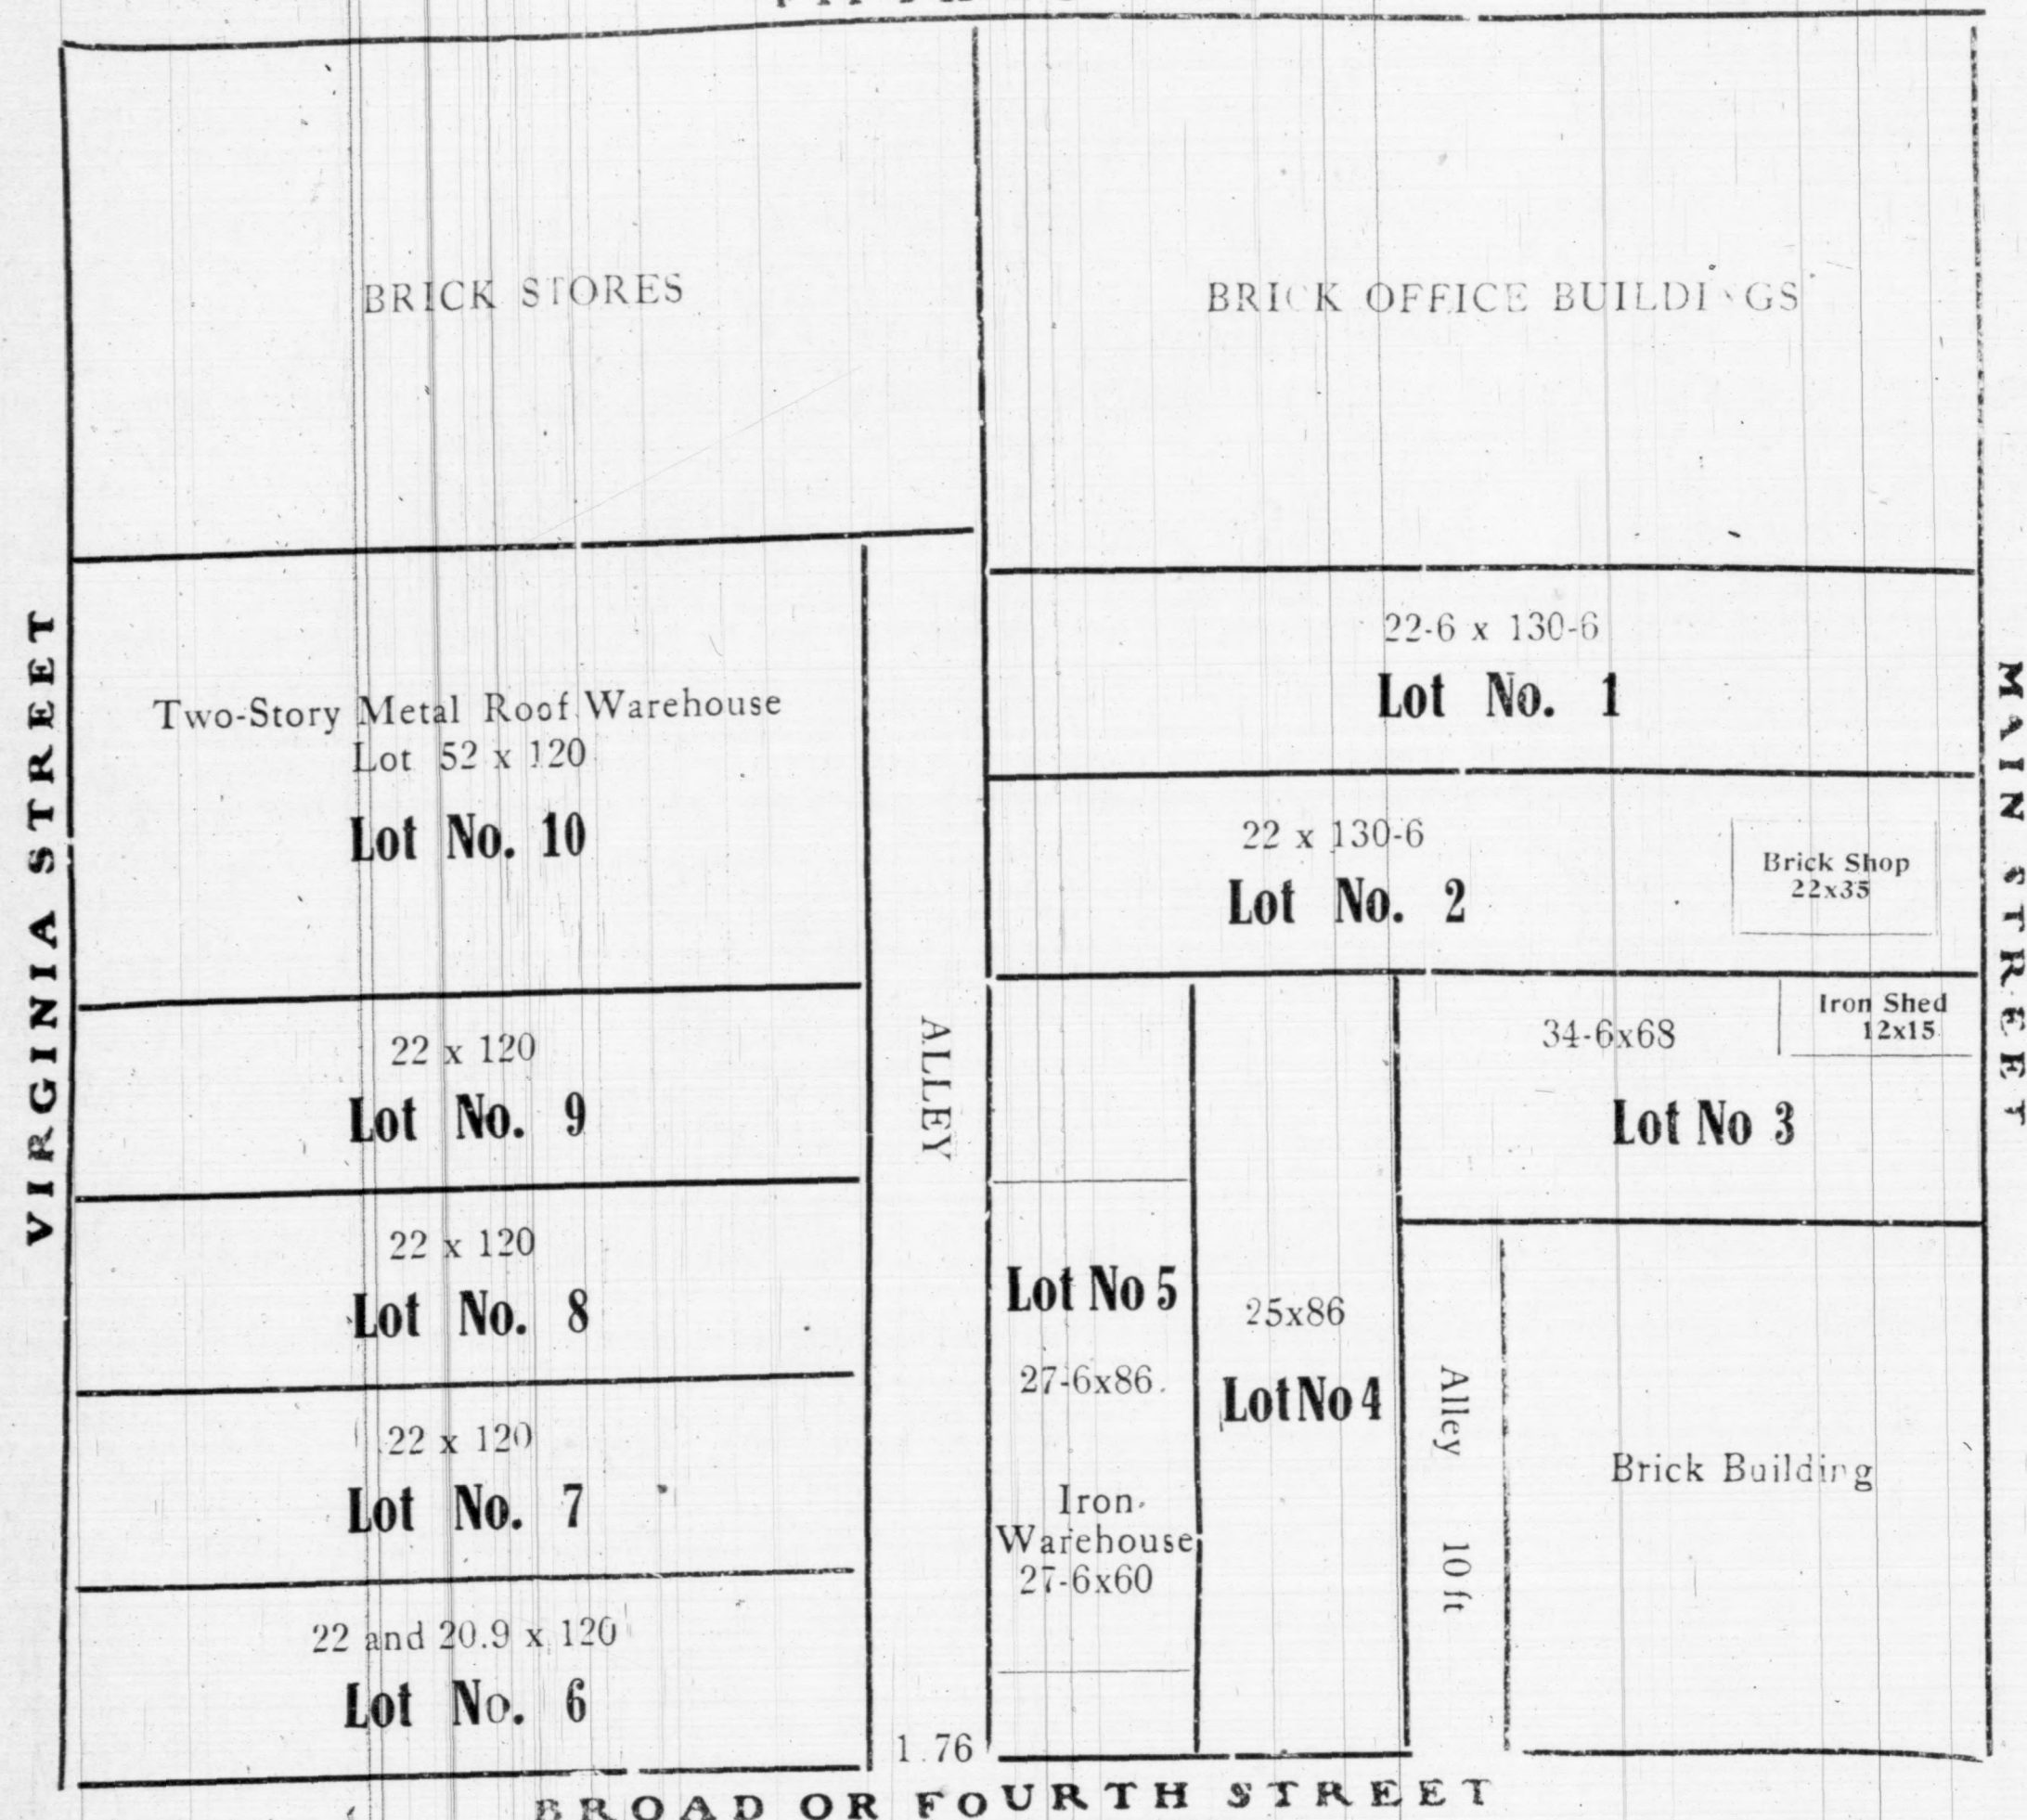 BRICK STORES
BRICK OFFICE BUILDINGS
VIRGINIA STREET
Two-Story Metal Roof Warehouse
Lot 52 x 120
Lot No. 10
22 x 120
Lot No. 9
22 x 120
Lot No. 8
22 x 120
Lot No. 7
22 and 20.9 x 120
Lot No. 6
ALLEY
1.76
22-6 x 130-6
Lot No. 1
22 x 130-6
Lot No. 2
Brick Shop
22x35
MAIN STREET
Iron Shed
12x15
34-6x68
Lot No 3
Lot No 5
27-6x86.
Iron
Warehouse
27-6x60
25x86
Lot No 4
Alley 10 ft
Brick Building
BROAD OR FOURTH STREET